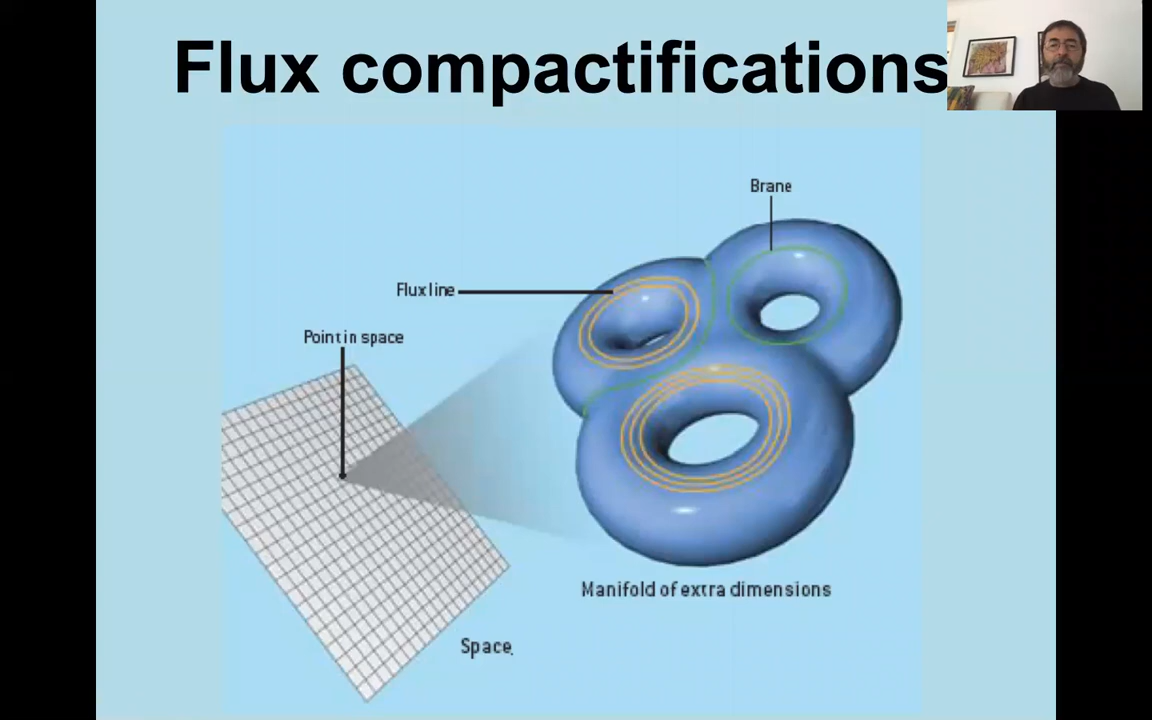 Flux compactifications
Brane
Flux line
Point in space
Manifold of extra dimensions
Space.